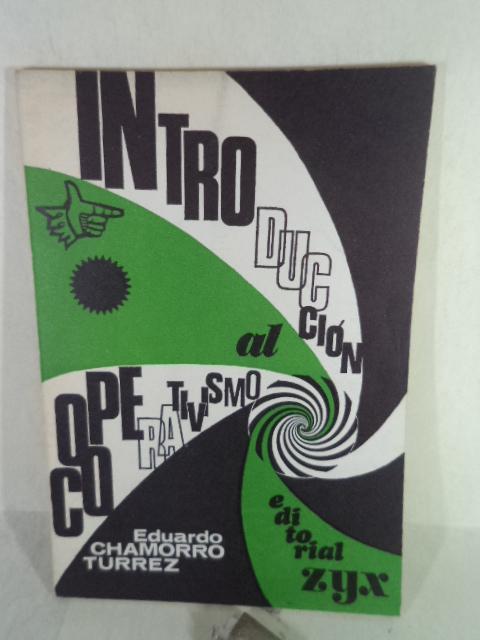 INTRODUCCIÓN
al
COOPERATIVISMO
Eduardo
CHAMORRO
TURREZ
editorial
zyx